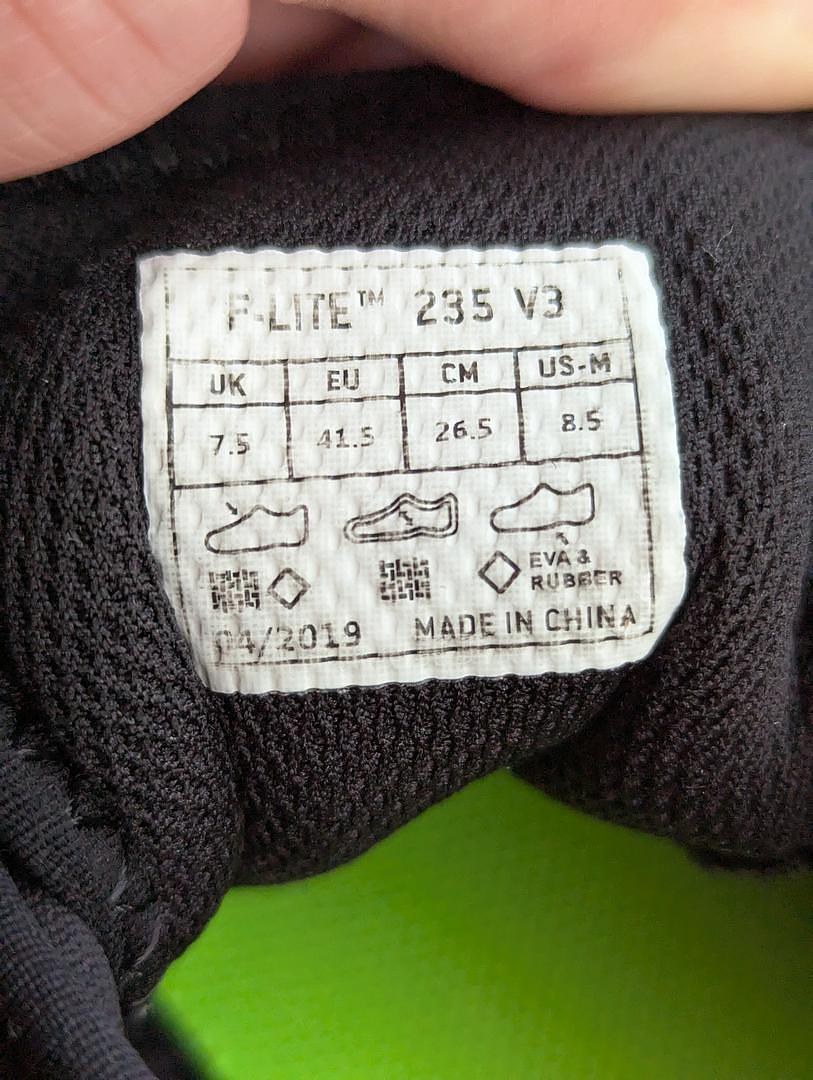 F-LITE™ 235 V3
UK EU CM US-M
7.5 41.5 26.5 8.5
EVA &
RUBBER
04/2019 MADE IN CHINA